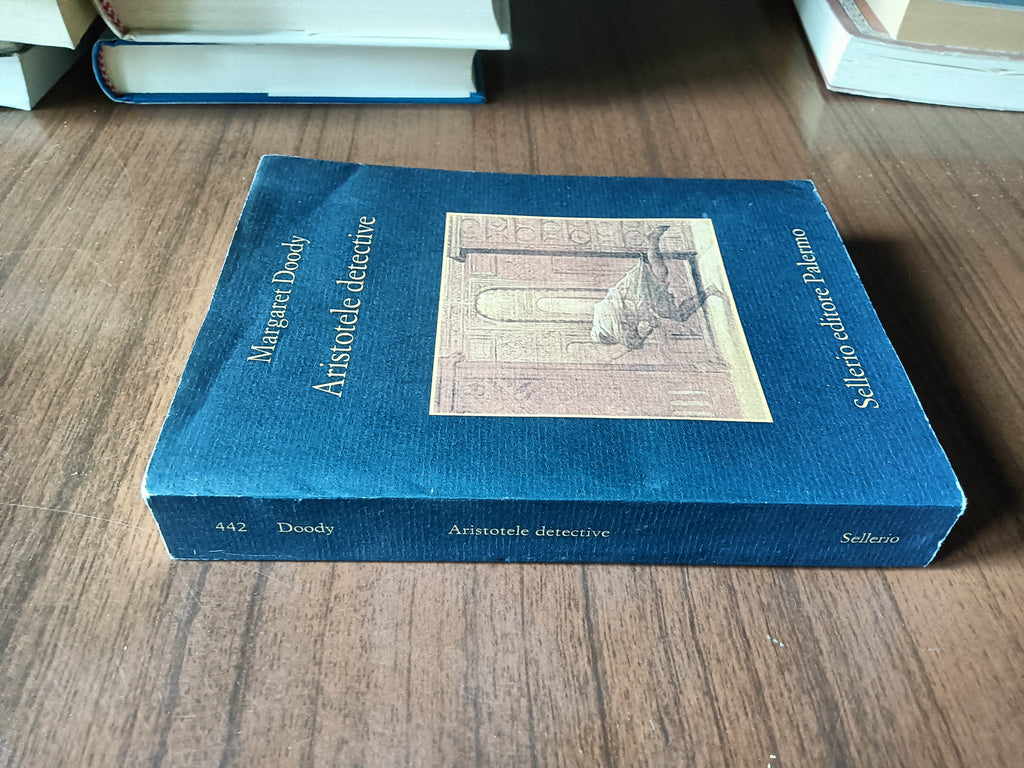 Margaret Doody
Aristotele detective
Sellerio editore Palermo
442 Doody Aristotele detective Sellerio